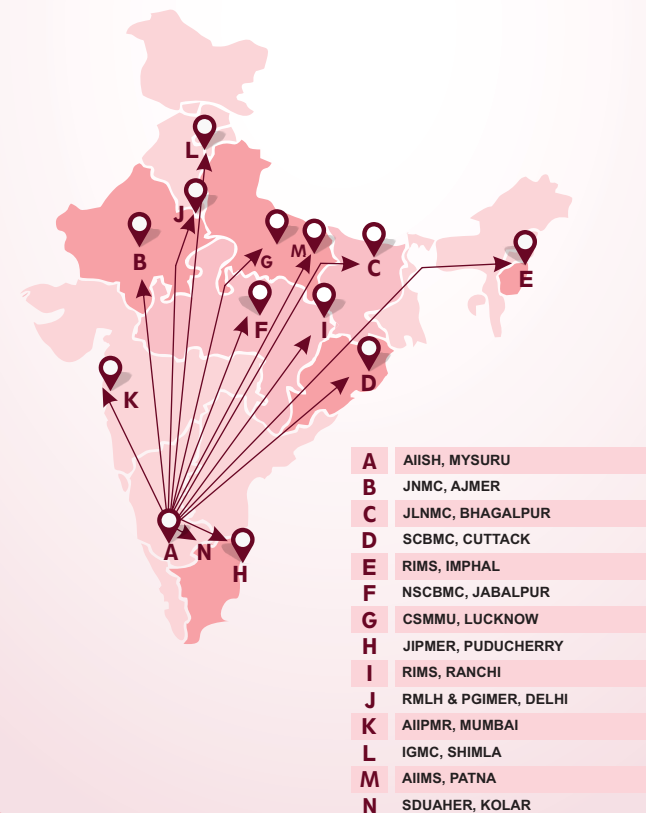 L
J
B
G
M
C
E
F
I
D
K
A
N
H
A AIISH, MYSURU
B JNMC, AJMER
C JLNMC, BHAGALPUR
D SCBMC, CUTTACK
E RIMS, IMPHAL
F NSCBMC, JABALPUR
G CSMMU, LUCKNOW
H JIPMER, PUDUCHERRY
I RIMS, RANCHI
J RMLH & PGIMER, DELHI
K AIIPMR, MUMBAI
L IGMC, SHIMLA
M AIIMS, PATNA
N SDUAHER, KOLAR